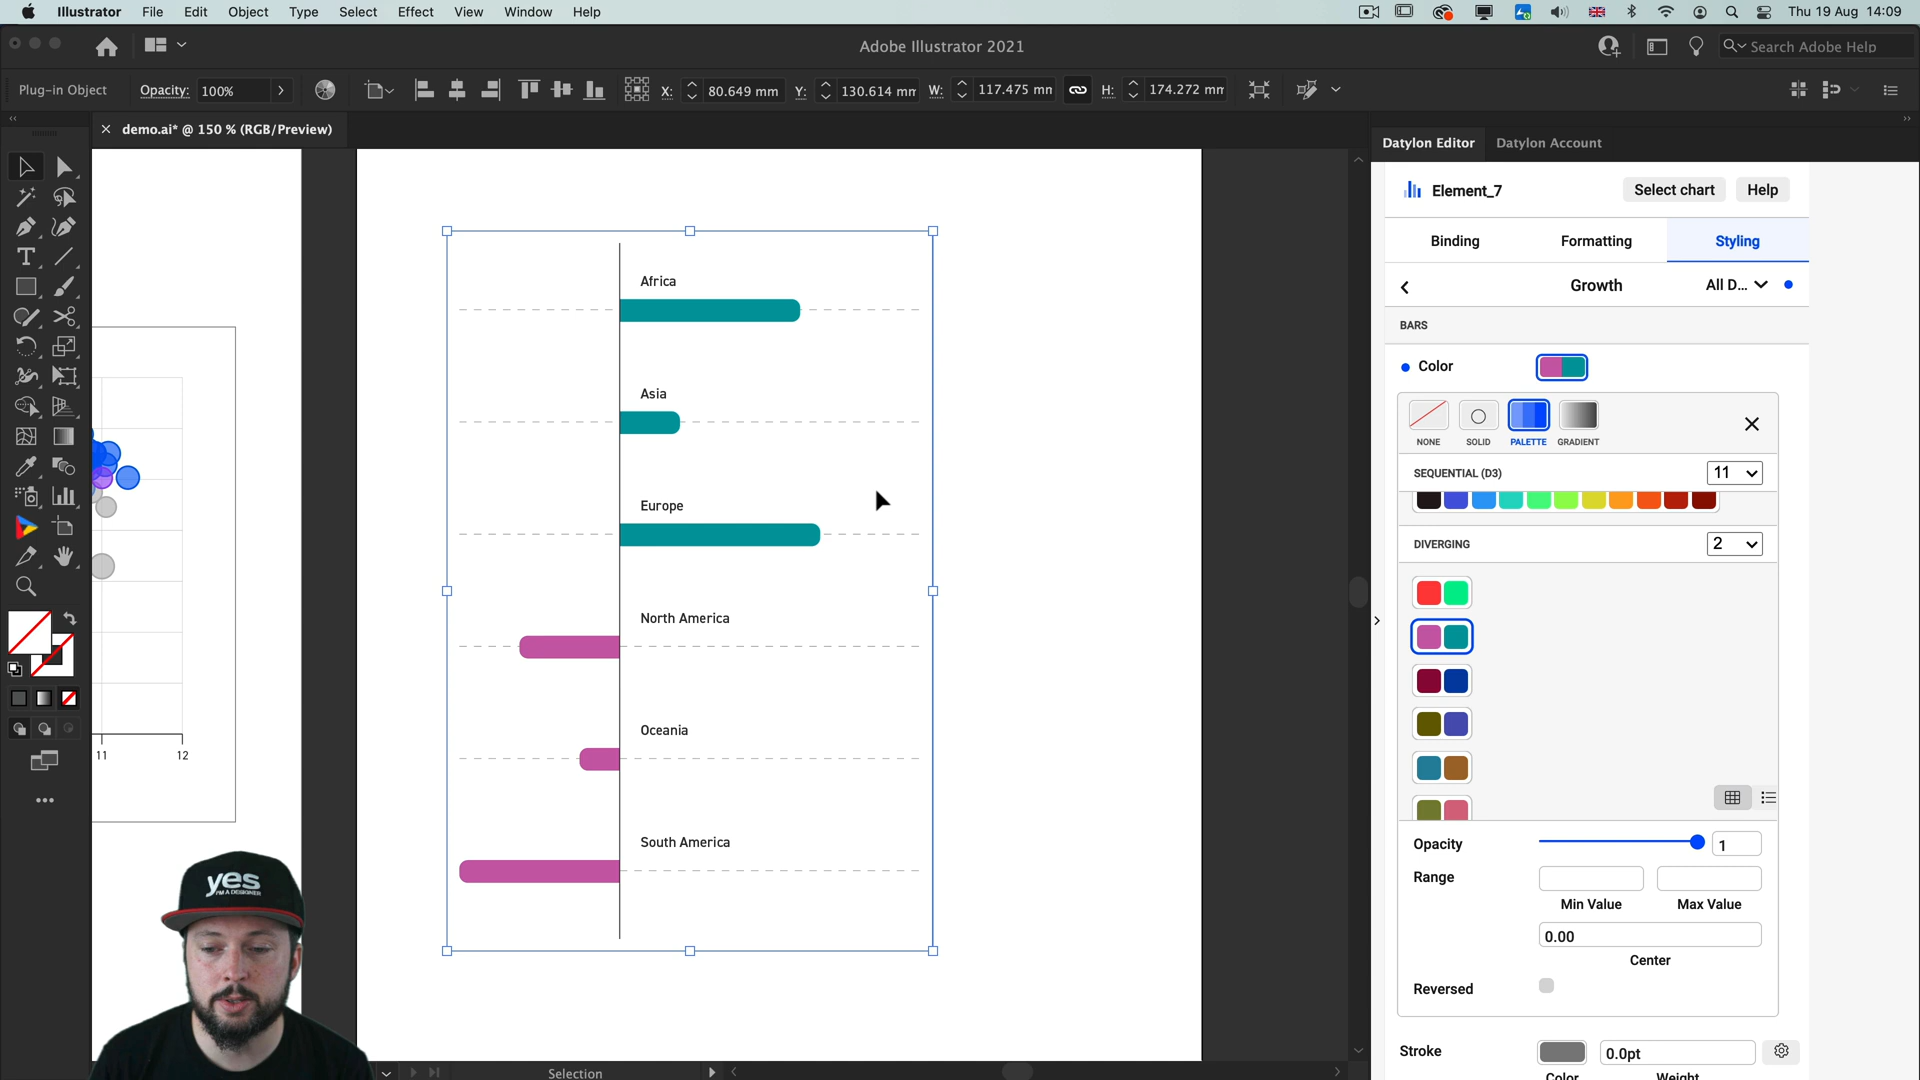 Illustrator File Edit Object Type Select Effect View Window Help Thu 19 Aug 14:09
Adobe Illustrator 2021
Search Adobe Help
Plug-in Object Opacity: 100% X: 80.649 mm Y: 130.614 mm W: 117.475 mm H: 174.272 mm
demo.ai* @ 150 % (RGB/Preview)
Datylon Editor Datylon Account
Element_7 Select chart Help
Binding Formatting Styling
Growth All D...
BARS
Color
NONE SOLID PALETTE GRADIENT
SEQUENTIAL (D3) 11
DIVERGING 2
Opacity 1
Range
Min Value Max Value
0.00
Center
Reversed
Stroke 0.0pt
Color Weight
Africa
Asia
Europe
North America
Oceania
South America
11 12
yes
I'M A DESIGNER
Selection